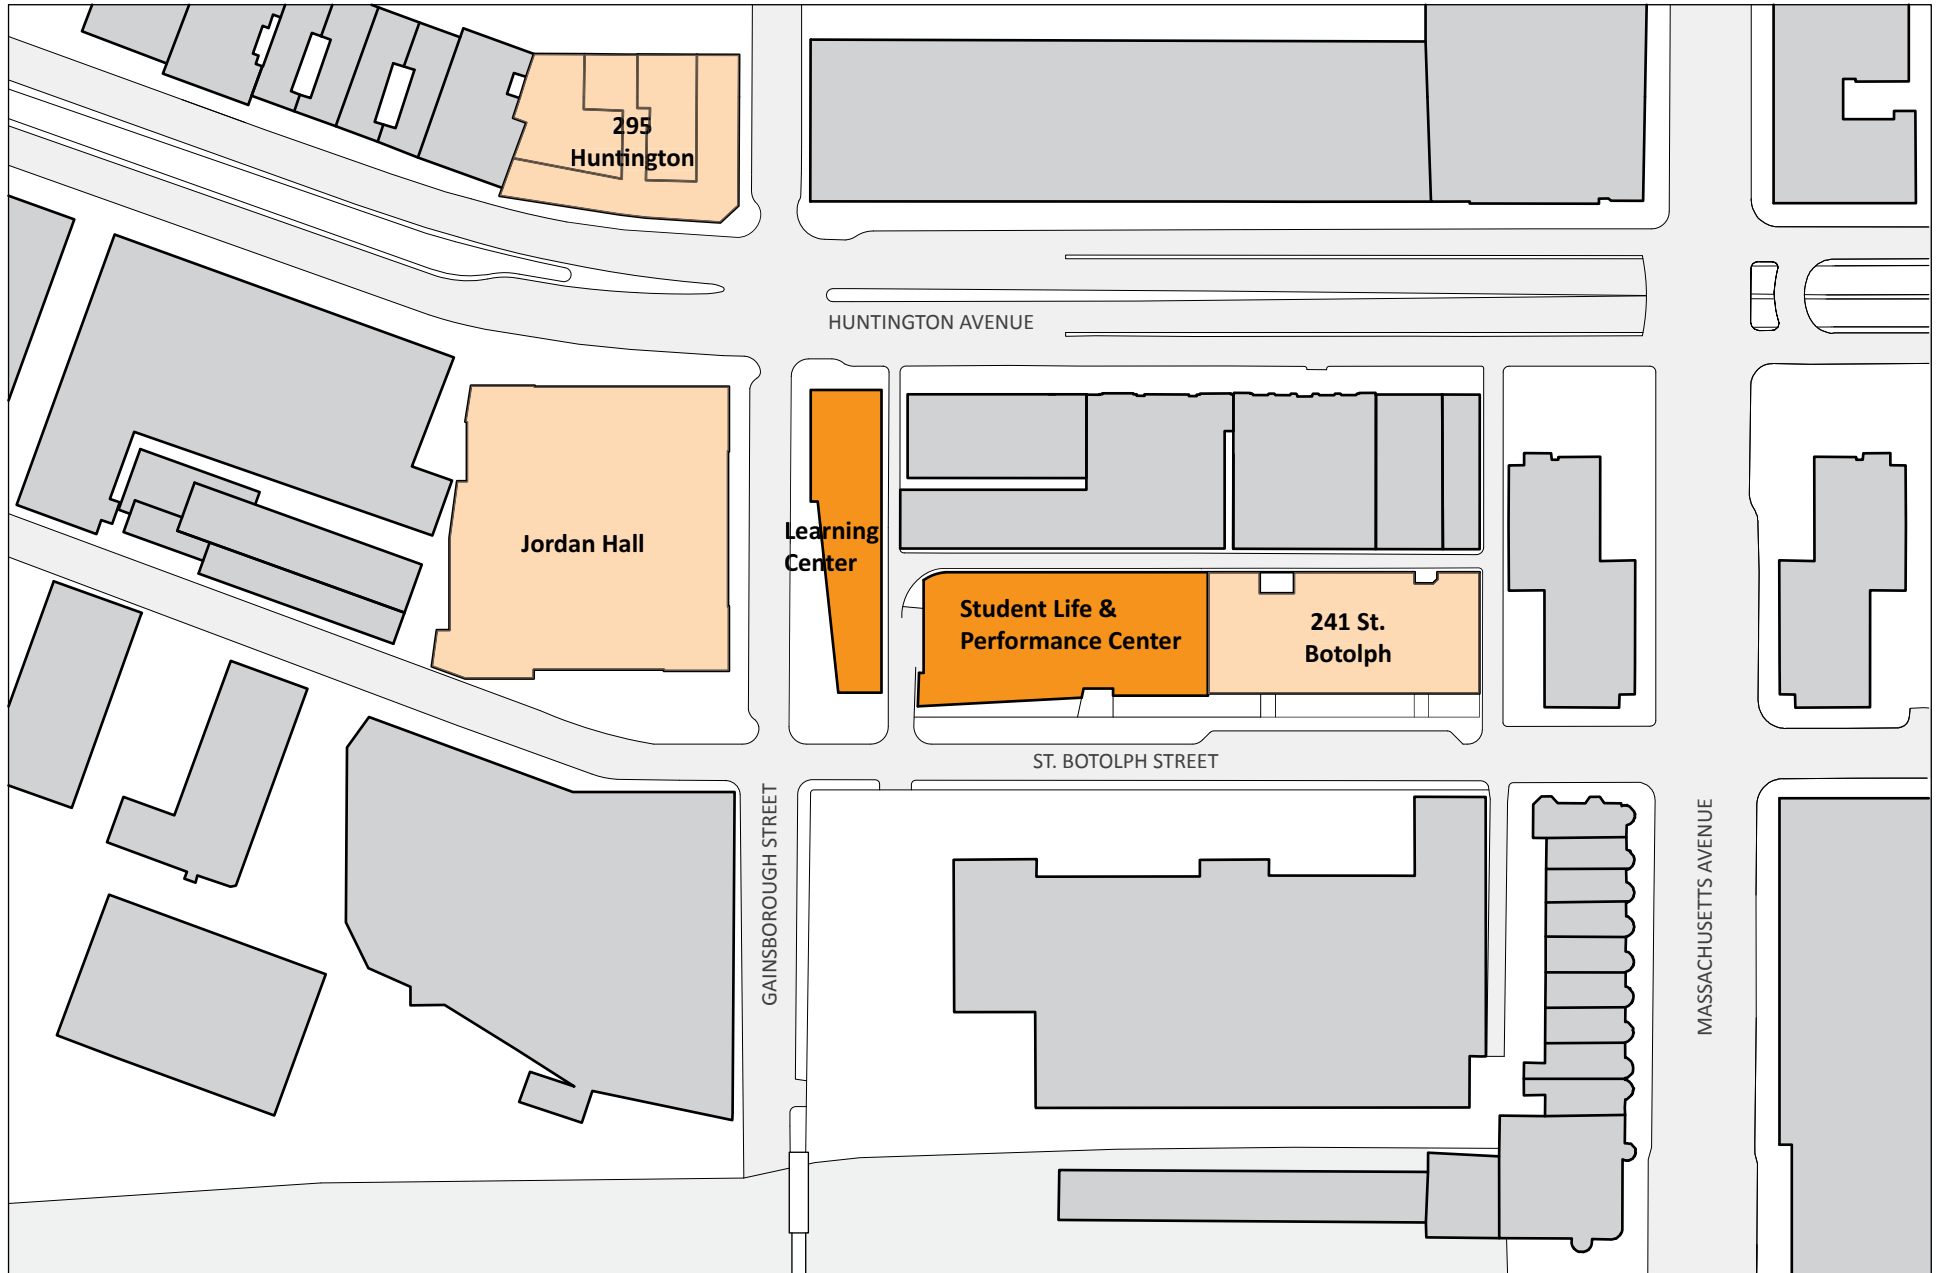 295
Huntington
HUNTINGTON AVENUE
Jordan Hall
Learning
Center
Student Life &
Performance Center
241 St.
Botolph
ST. BOTOLPH STREET
GAINSBOROUGH STREET
MASSACHUSETTS AVENUE